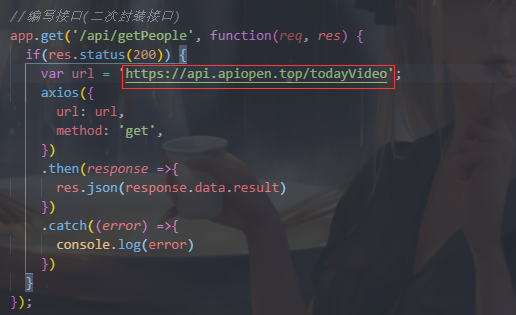 //编写接口(二次封装接口)
app.get('/api/getPeople', function(req, res) {
if(res.status(200)) {
var url = 'https://api.apiopen.top/todayVideo';
axios({
url: url,
method: 'get',
})
.then(response =>{
res.json(response.data.result)
})
.catch((error) =>{
console.log(error)
})
}
});